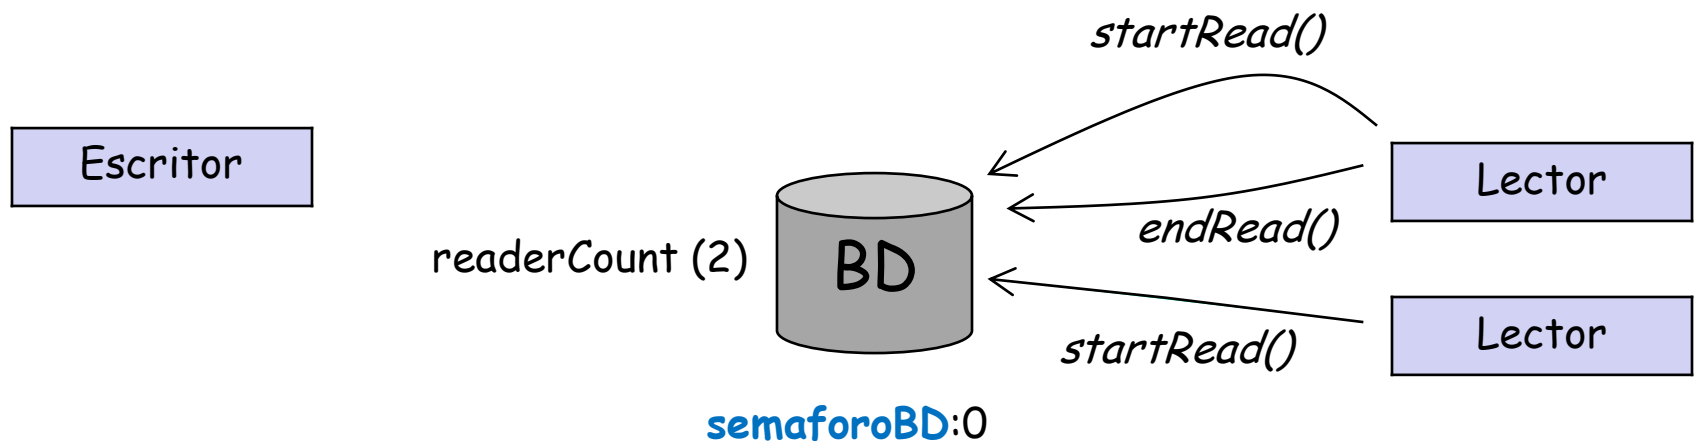 startRead()
Escritor
Lector
endRead()
readerCount (2)
BD
Lector
startRead()
semaforoBD:0